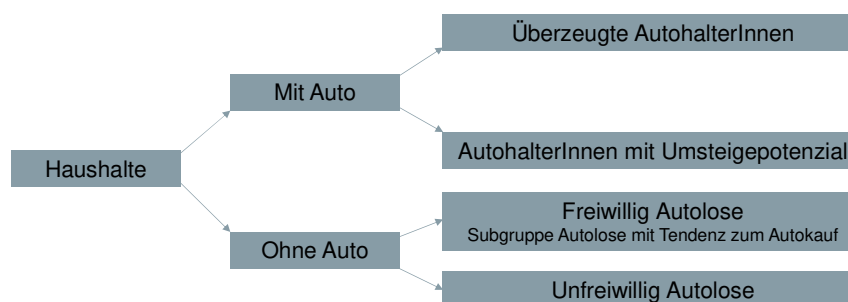 Überzeugte AutohalterInnen
Mit Auto
AutohalterInnen mit Umsteigepotenzial
Haushalte
Freiwillig Autolose
Subgruppe Autolose mit Tendenz zum Autokauf
Ohne Auto
Unfreiwillig Autolose